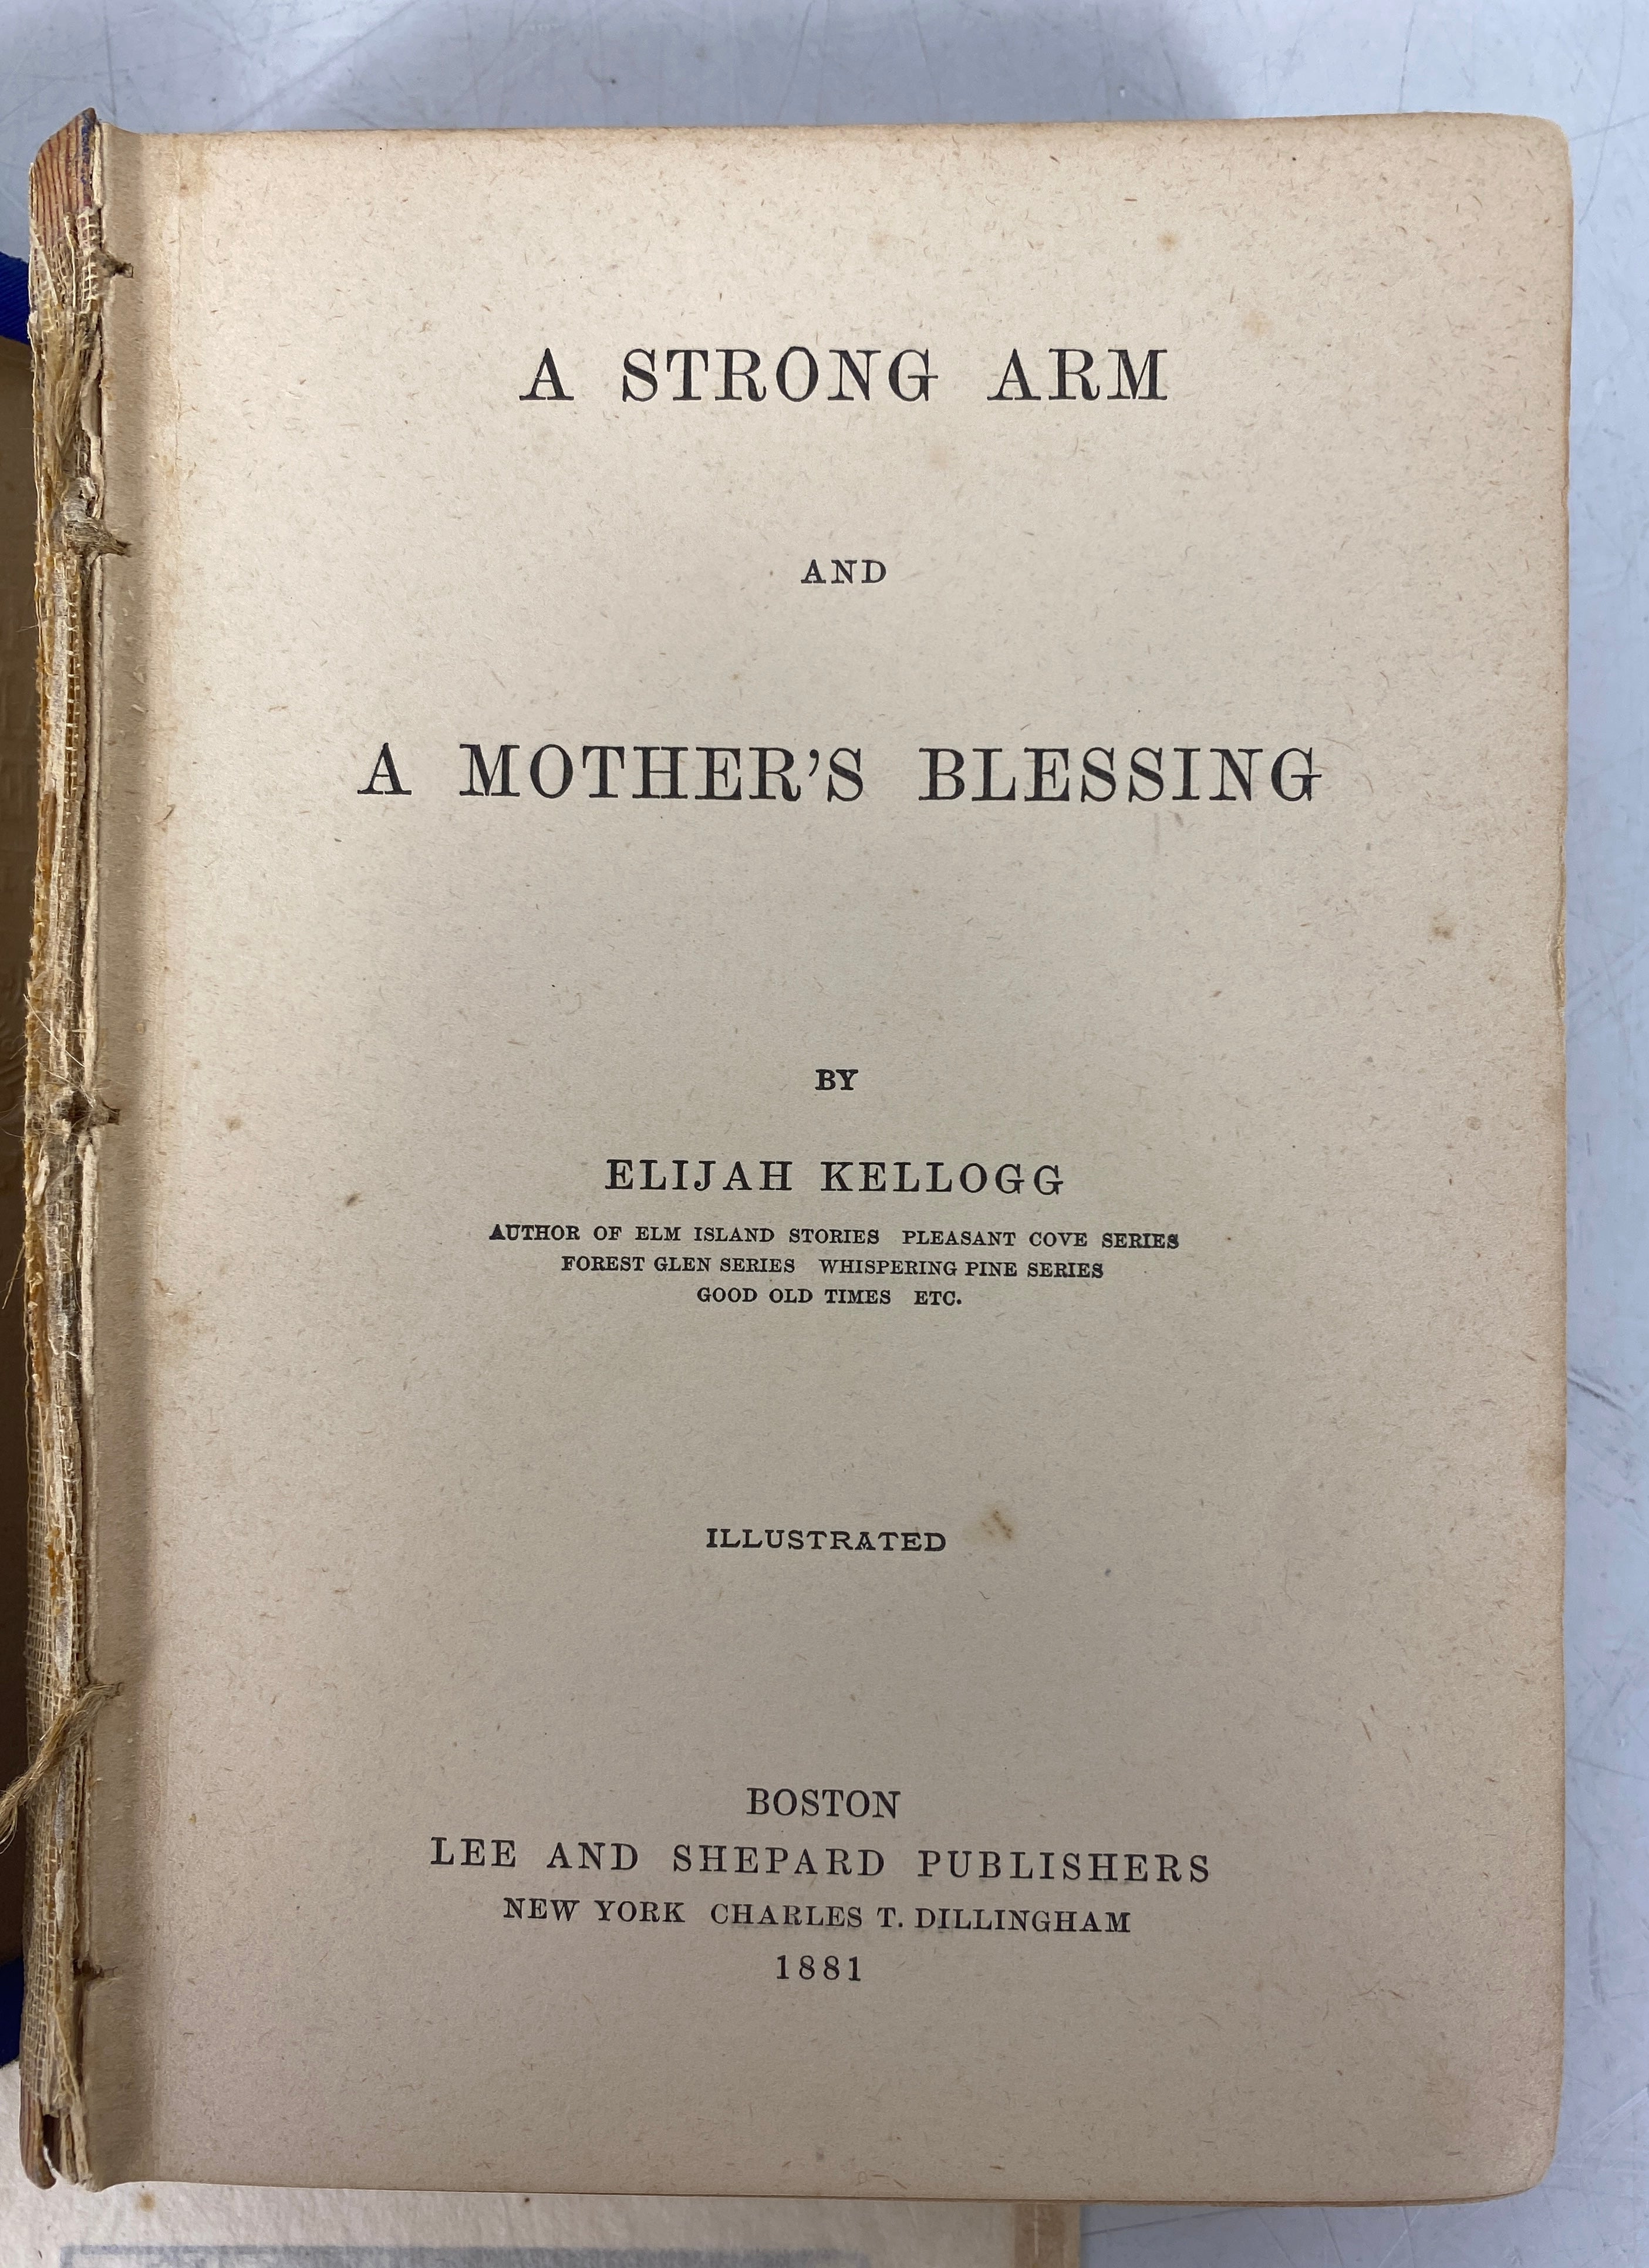 A STRONG ARM
AND
A MOTHER'S BLESSING
BY
ELIJAH KELLOGG
AUTHOR OF ELM ISLAND STORIES PLEASANT COVE SERIES
FOREST GLEN SERIES WHISPERING PINE SERIES
GOOD OLD TIMES ETC.
ILLUSTRATED
BOSTON
LEE AND SHEPARD PUBLISHERS
NEW YORK CHARLES T. DILLINGHAM
1881